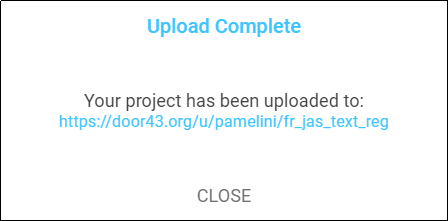 Upload Complete
Your project has been uploaded to:
https://door43.org/u/pamelini/fr_jas_text_reg
CLOSE